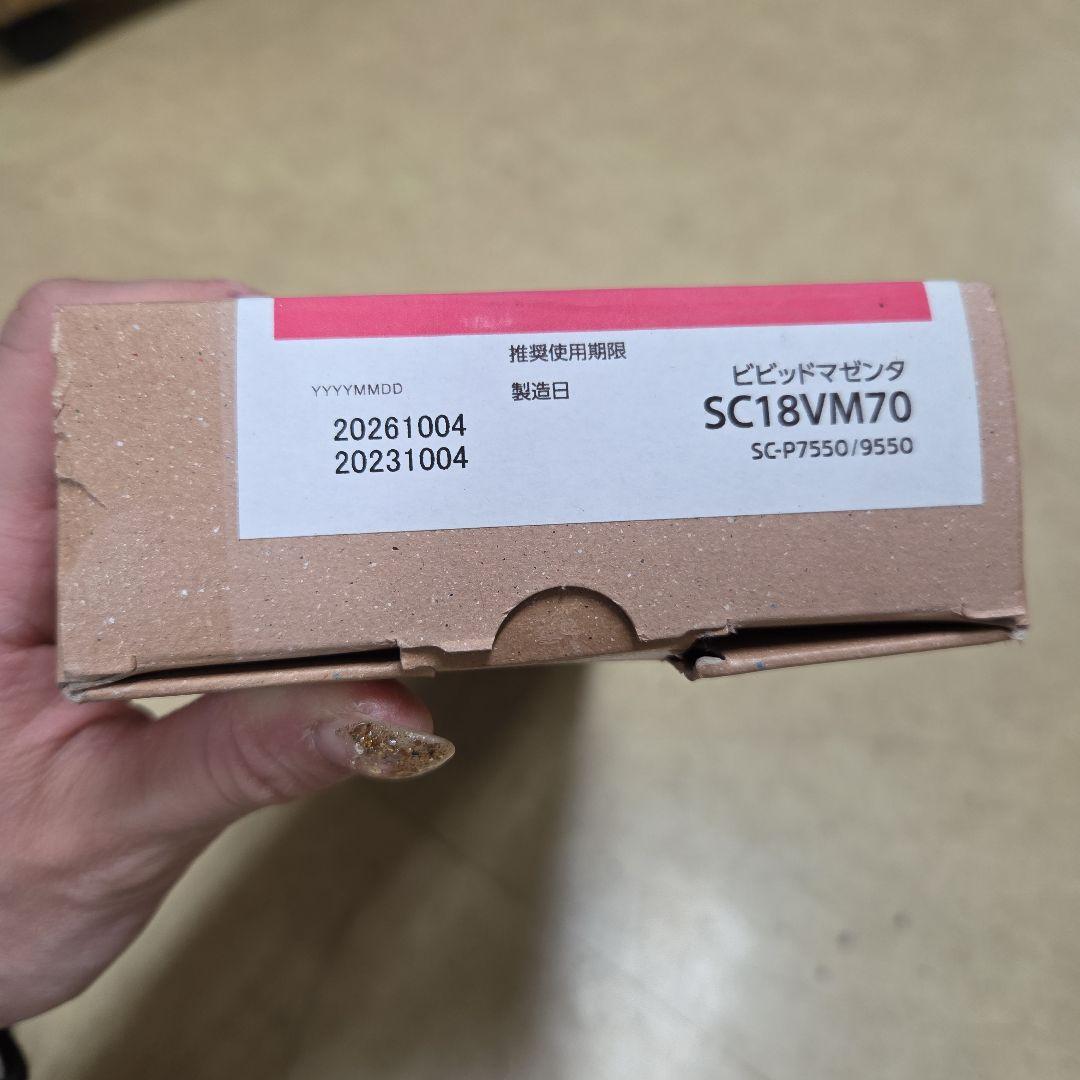 推奨使用期限
製造日
YYYYMMDD
20261004
20231004
ビビッドマゼンタ
SC18VM70
SC-P7550/9550